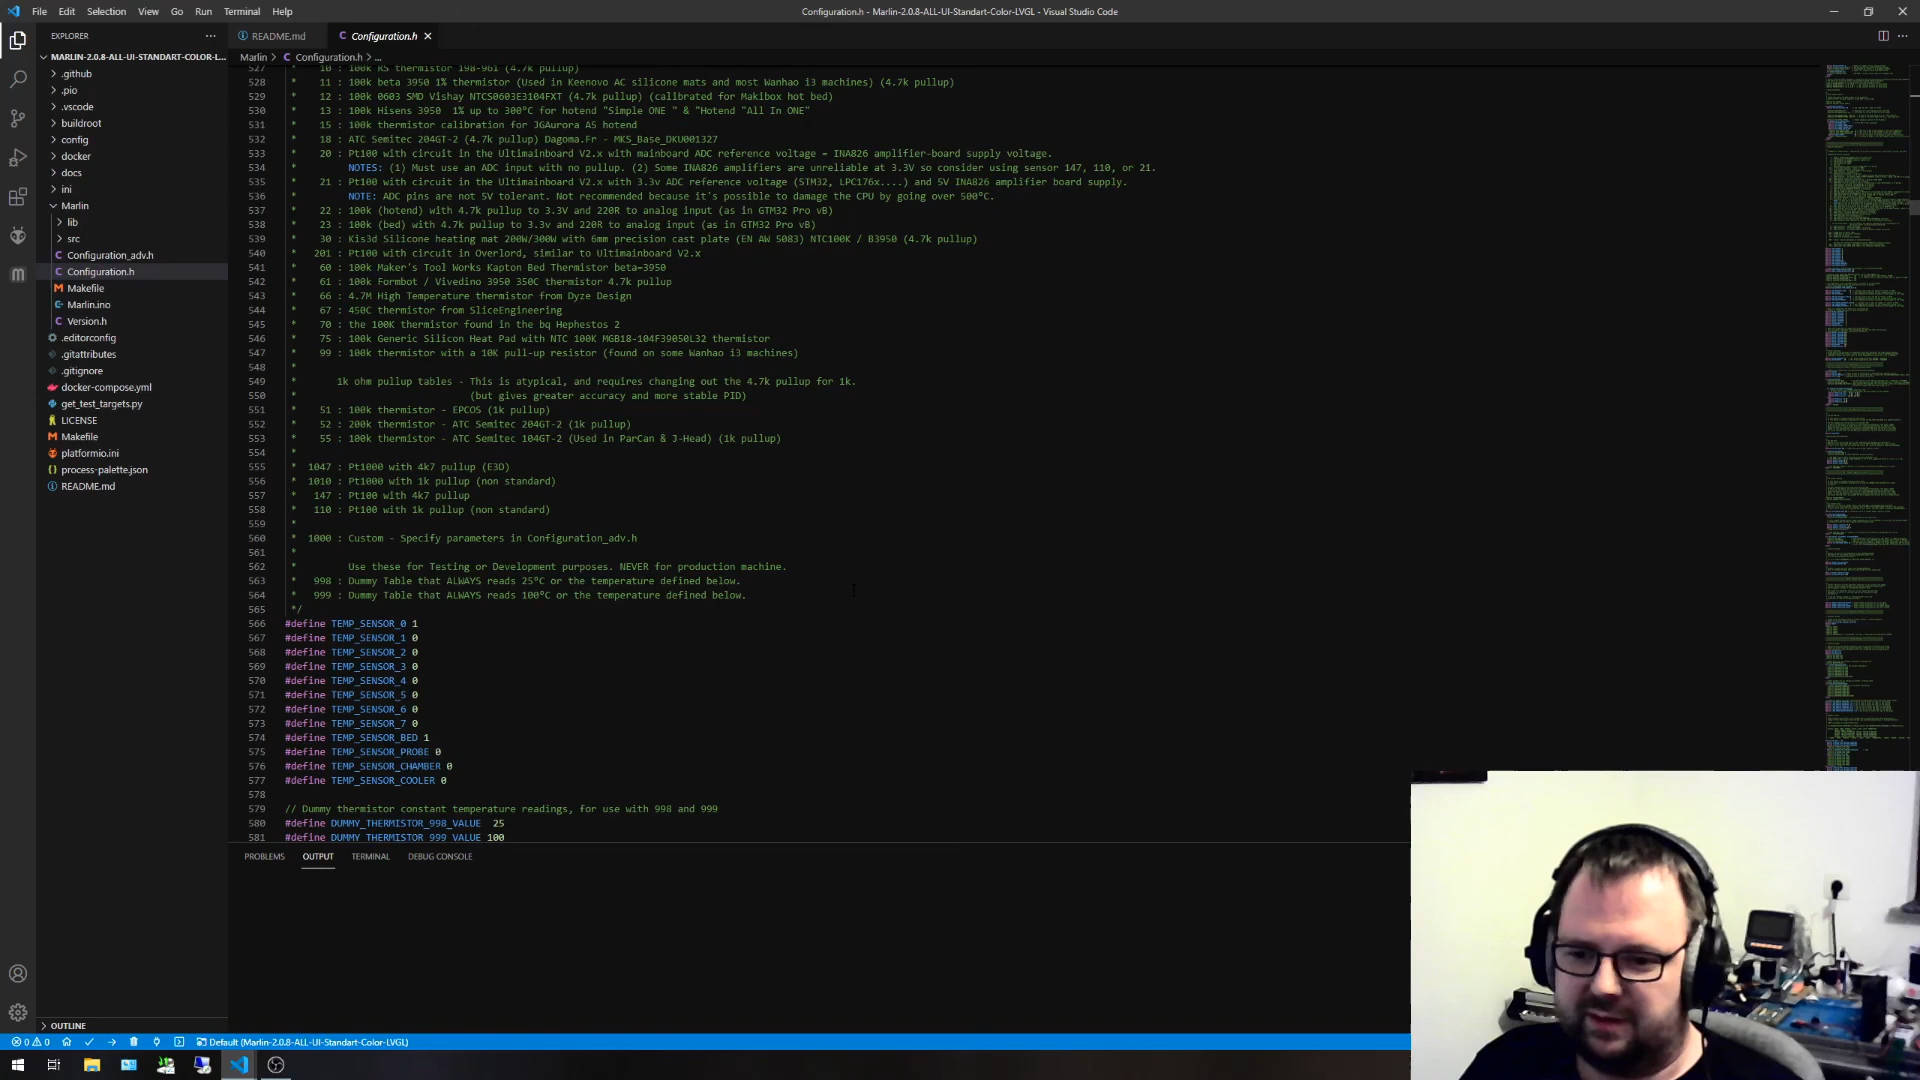 File Edit Selection View Go Run Terminal Help
Configuration.h - Marlin-2.0.8-ALL-UI-Standart-Color-LVGL - Visual Studio Code
EXPLORER
README.md
Configuration.h
MARLIN-2.0.8-ALL-UI-STANDART-COLOR-L...
Marlin > Configuration.h > ...
.github
.pio
.vscode
buildroot
config
docker
docs
ini
Marlin
lib
src
Configuration_adv.h
Configuration.h
Makefile
Marlin.ino
Version.h
.editorconfig
.gitattributes
.gitignore
docker-compose.yml
get_test_targets.py
LICENSE
Makefile
platformio.ini
process-palette.json
README.md
OUTLINE
527 * 10 : 100k RS thermistor 198-961 (4.7k pullup)
528 * 11 : 100k beta 3950 1% thermistor (Used in Keenovo AC silicone mats and most Wanhao i3 machines) (4.7k pullup)
529 * 12 : 100k 0603 SMD Vishay NTCS0603E3104FXT (4.7k pullup) (calibrated for Makibox hot bed)
530 * 13 : 100k Hisens 3950 1% up to 300°C for hotend "Simple ONE " & "Hotend "All In ONE"
531 * 15 : 100k thermistor calibration for JGAurora A5 hotend
532 * 18 : ATC Semitec 204GT-2 (4.7k pullup) Dagoma.Fr - MKS_Base_DKU001327
533 * 20 : Pt100 with circuit in the Ultimainboard V2.x with mainboard ADC reference voltage = INA826 amplifier-board supply voltage.
534 * NOTES: (1) Must use an ADC input with no pullup. (2) Some INA826 amplifiers are unreliable at 3.3V so consider using sensor 147, 110, or 21.
535 * 21 : Pt100 with circuit in the Ultimainboard V2.x with 3.3v ADC reference voltage (STM32, LPC176x....) and 5V INA826 amplifier board supply.
536 * NOTE: ADC pins are not 5V tolerant. Not recommended because it's possible to damage the CPU by going over 500°C.
537 * 22 : 100k (hotend) with 4.7k pullup to 3.3V and 220R to analog input (as in GTM32 Pro vB)
538 * 23 : 100k (bed) with 4.7k pullup to 3.3v and 220R to analog input (as in GTM32 Pro vB)
539 * 30 : Kis3d Silicone heating mat 200W/300W with 6mm precision cast plate (EN AW 5083) NTC100K / B3950 (4.7k pullup)
540 * 201 : Pt100 with circuit in Overlord, similar to Ultimainboard V2.x
541 * 60 : 100k Maker's Tool Works Kapton Bed Thermistor beta=3950
542 * 61 : 100k Formbot / Vivedino 3950 350C thermistor 4.7k pullup
543 * 66 : 4.7M High Temperature thermistor from Dyze Design
544 * 67 : 450C thermistor from SliceEngineering
545 * 70 : the 100K thermistor found in the bq Hephestos 2
546 * 75 : 100k Generic Silicon Heat Pad with NTC 100K MGB18-104F39050L32 thermistor
547 * 99 : 100k thermistor with a 10K pull-up resistor (found on some Wanhao i3 machines)
548 *
549 * 1k ohm pullup tables - This is atypical, and requires changing out the 4.7k pullup for 1k.
550 * (but gives greater accuracy and more stable PID)
551 * 51 : 100k thermistor - EPCOS (1k pullup)
552 * 52 : 200k thermistor - ATC Semitec 204GT-2 (1k pullup)
553 * 55 : 100k thermistor - ATC Semitec 104GT-2 (Used in ParCan & J-Head) (1k pullup)
554 *
555 * 1047 : Pt1000 with 4k7 pullup (E3D)
556 * 1010 : Pt1000 with 1k pullup (non standard)
557 * 147 : Pt100 with 4k7 pullup
558 * 110 : Pt100 with 1k pullup (non standard)
559 *
560 * 1000 : Custom - Specify parameters in Configuration_adv.h
561 *
562 * Use these for Testing or Development purposes. NEVER for production machine.
563 * 998 : Dummy Table that ALWAYS reads 25°C or the temperature defined below.
564 * 999 : Dummy Table that ALWAYS reads 100°C or the temperature defined below.
565 */
566 #define TEMP_SENSOR_0 1
567 #define TEMP_SENSOR_1 0
568 #define TEMP_SENSOR_2 0
569 #define TEMP_SENSOR_3 0
570 #define TEMP_SENSOR_4 0
571 #define TEMP_SENSOR_5 0
572 #define TEMP_SENSOR_6 0
573 #define TEMP_SENSOR_7 0
574 #define TEMP_SENSOR_BED 1
575 #define TEMP_SENSOR_PROBE 0
576 #define TEMP_SENSOR_CHAMBER 0
577 #define TEMP_SENSOR_COOLER 0
578
579 // Dummy thermistor constant temperature readings, for use with 998 and 999
580 #define DUMMY_THERMISTOR_998_VALUE 25
581 #define DUMMY_THERMISTOR_999_VALUE 100
PROBLEMS OUTPUT TERMINAL DEBUG CONSOLE
0 0 Default (Marlin-2.0.8-ALL-UI-Standart-Color-LVGL)